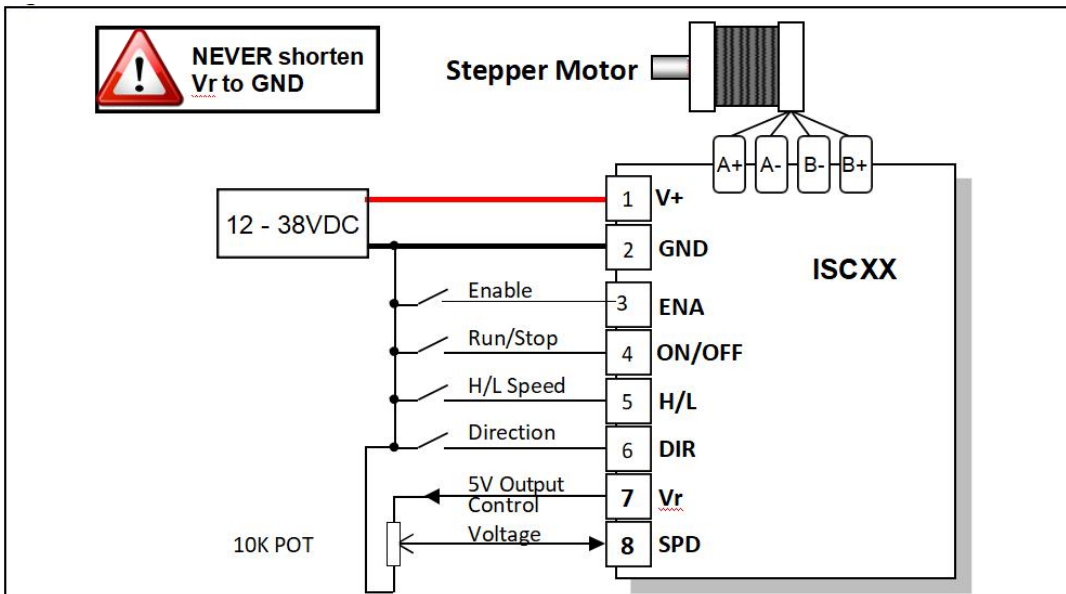 NEVER shorten
Vr to GND
Stepper Motor
A+ A- B- B+
12 - 38VDC
1 V+
2 GND
ISCXX
Enable 3 ENA
Run/Stop 4 ON/OFF
H/L Speed 5 H/L
Direction 6 DIR
5V Output 7 Vr
Control
Voltage 8 SPD
10K POT